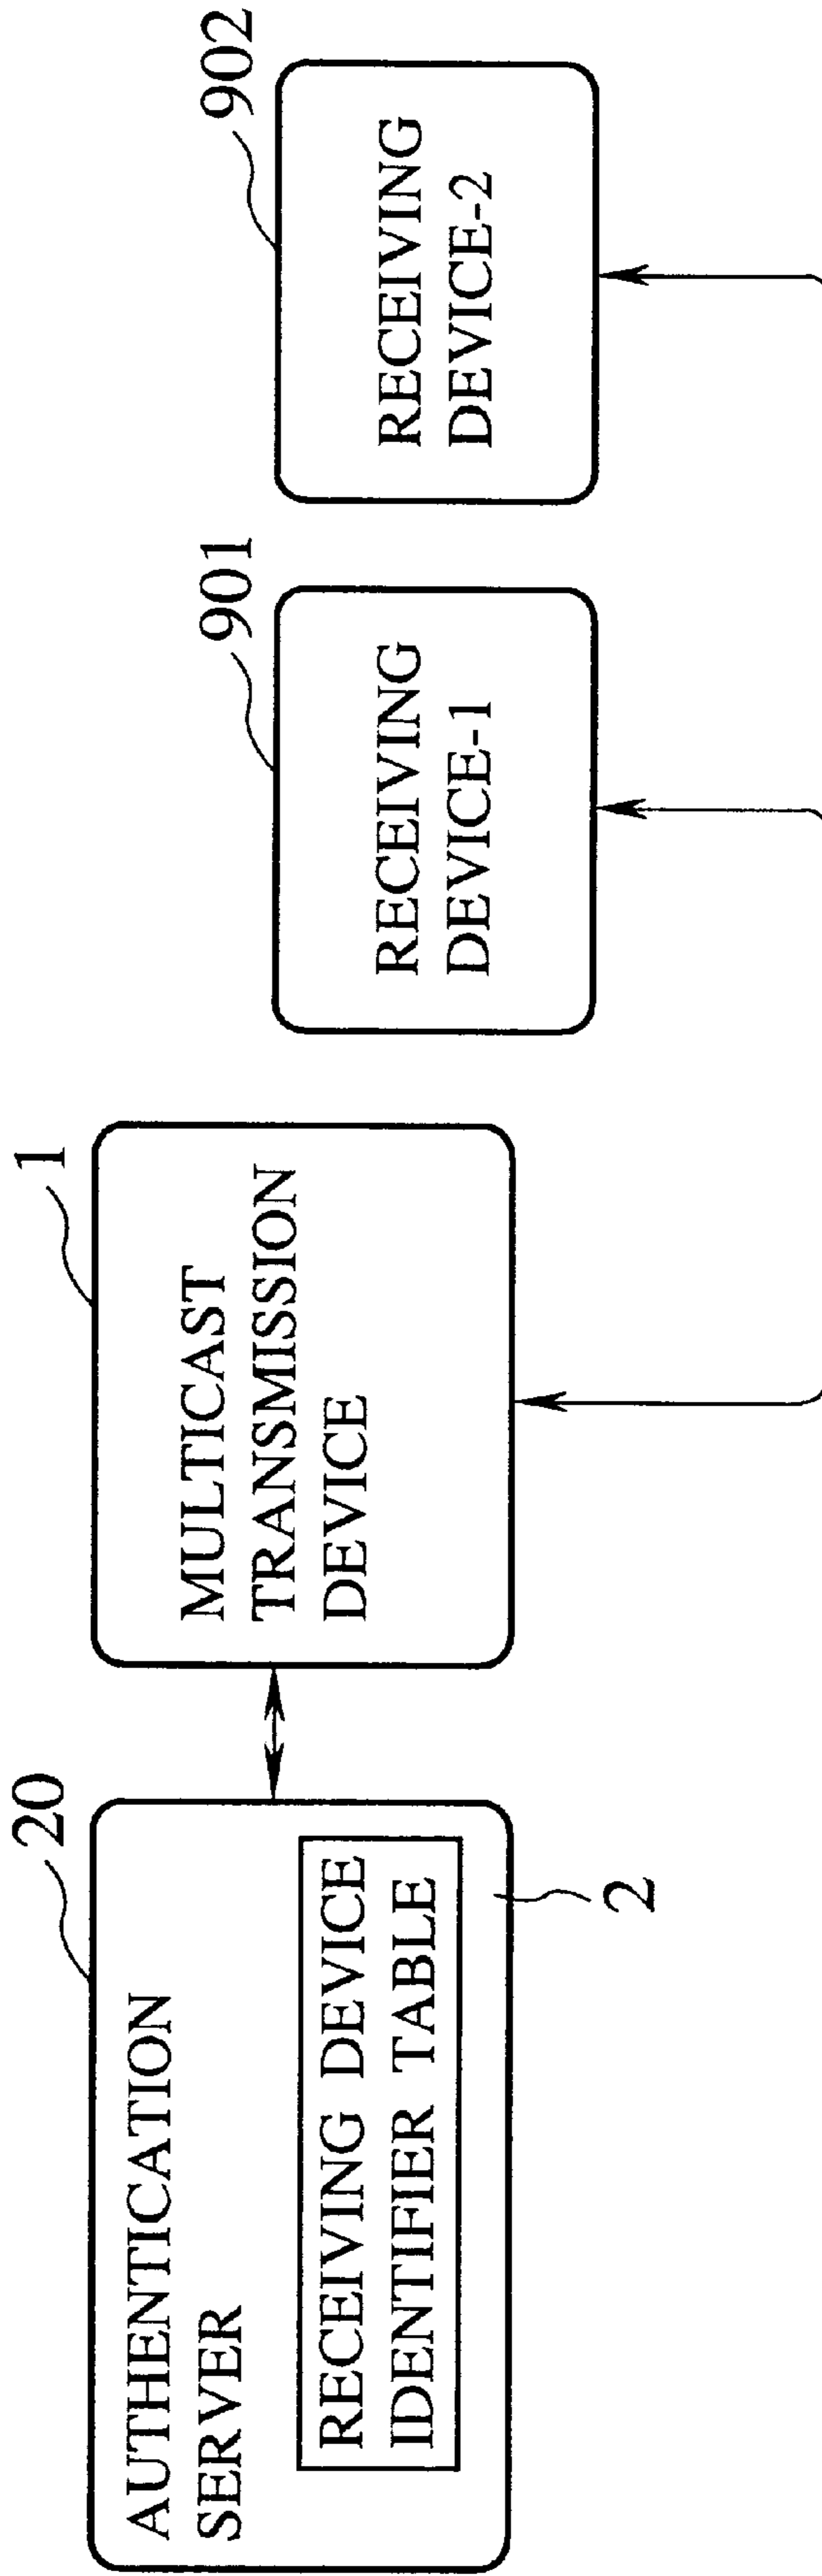 20
AUTHENTICATION
SERVER
RECEIVING DEVICE
IDENTIFIER TABLE
2
1
MULTICAST
TRANSMISSION
DEVICE
901
RECEIVING
DEVICE-1
902
RECEIVING
DEVICE-2